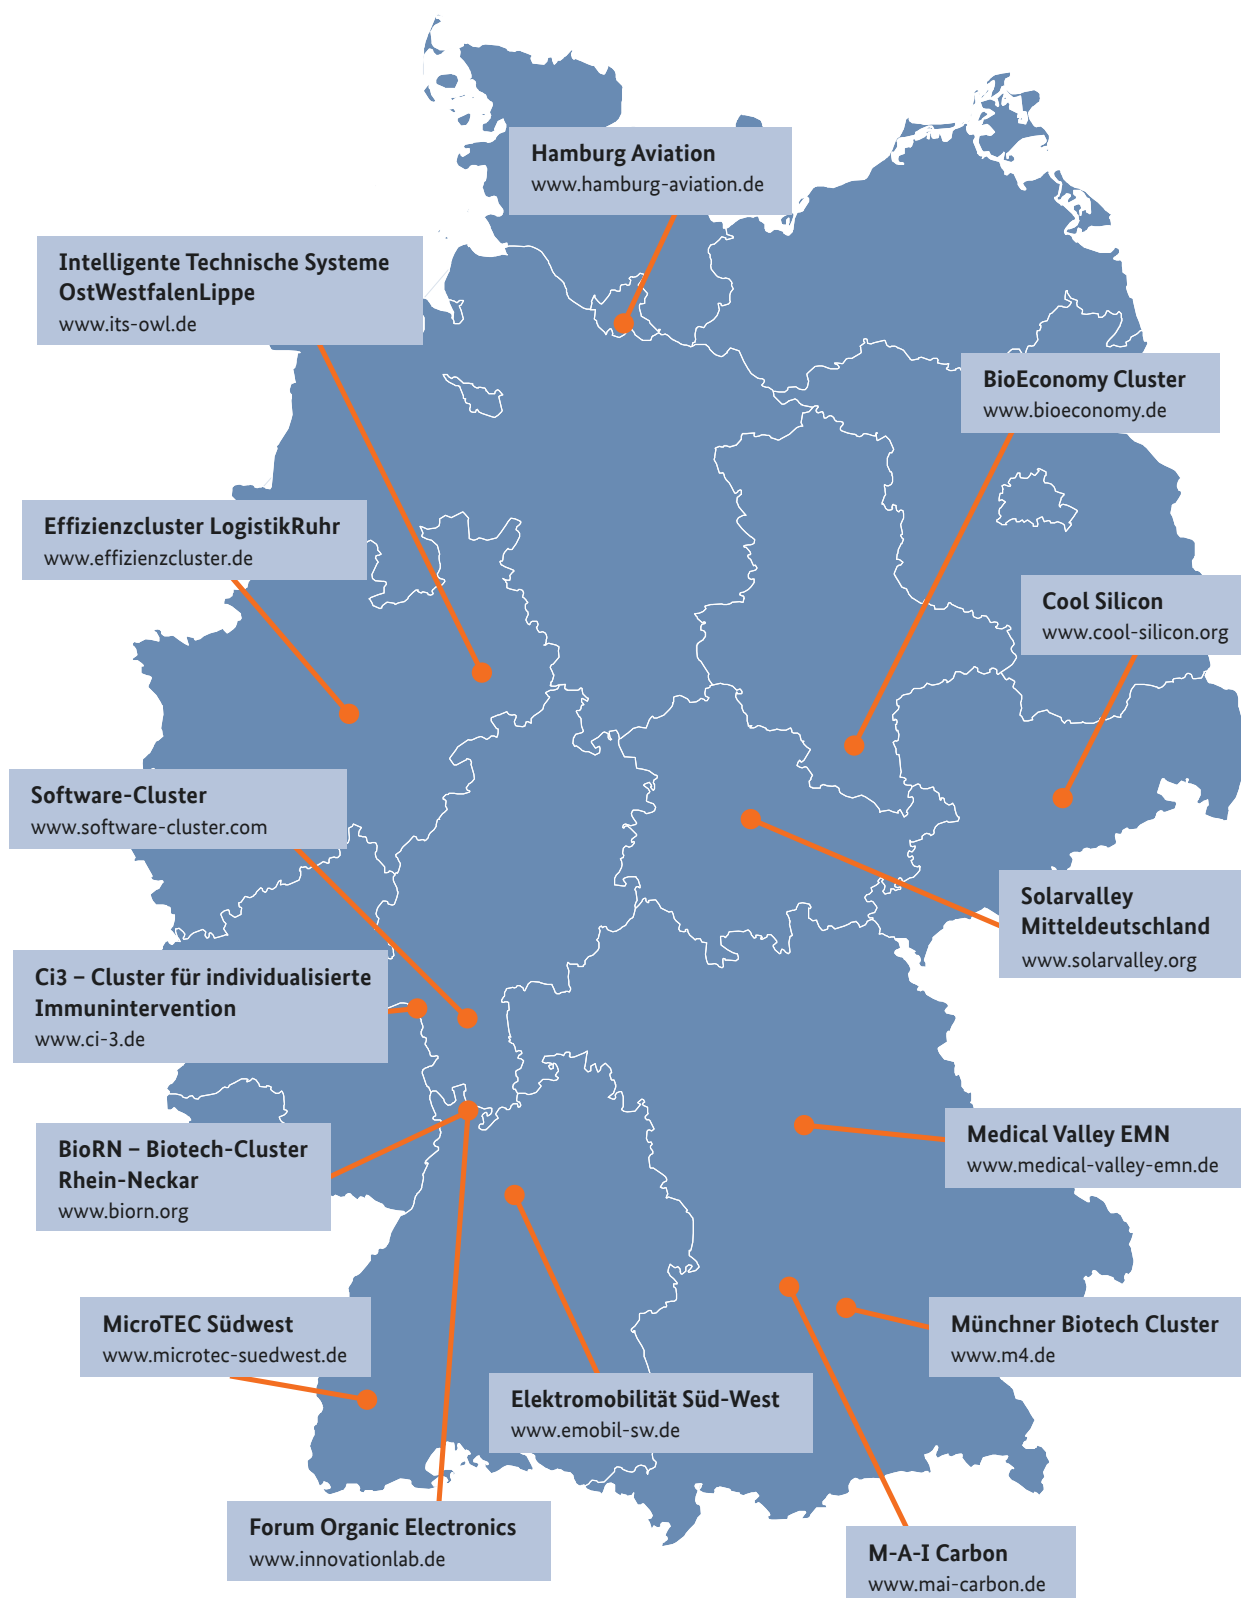 Hamburg Aviation
www.hamburg-aviation.de
Intelligente Technische Systeme
OstWestfalenLippe
www.its-owl.de
BioEconomy Cluster
www.bioeconomy.de
Effizienzcluster LogistikRuhr
www.effizienzcluster.de
Cool Silicon
www.cool-silicon.org
Software-Cluster
www.software-cluster.com
Solarvalley
Mitteldeutschland
www.solarvalley.org
Ci3 – Cluster für individualisierte
Immunintervention
www.ci-3.de
Medical Valley EMN
www.medical-valley-emn.de
BioRN – Biotech-Cluster
Rhein-Neckar
www.biorn.org
MicroTEC Südwest
www.microtec-suedwest.de
Münchner Biotech Cluster
www.m4.de
Elektromobilität Süd-West
www.emobil-sw.de
Forum Organic Electronics
www.innovationlab.de
M-A-I Carbon
www.mai-carbon.de